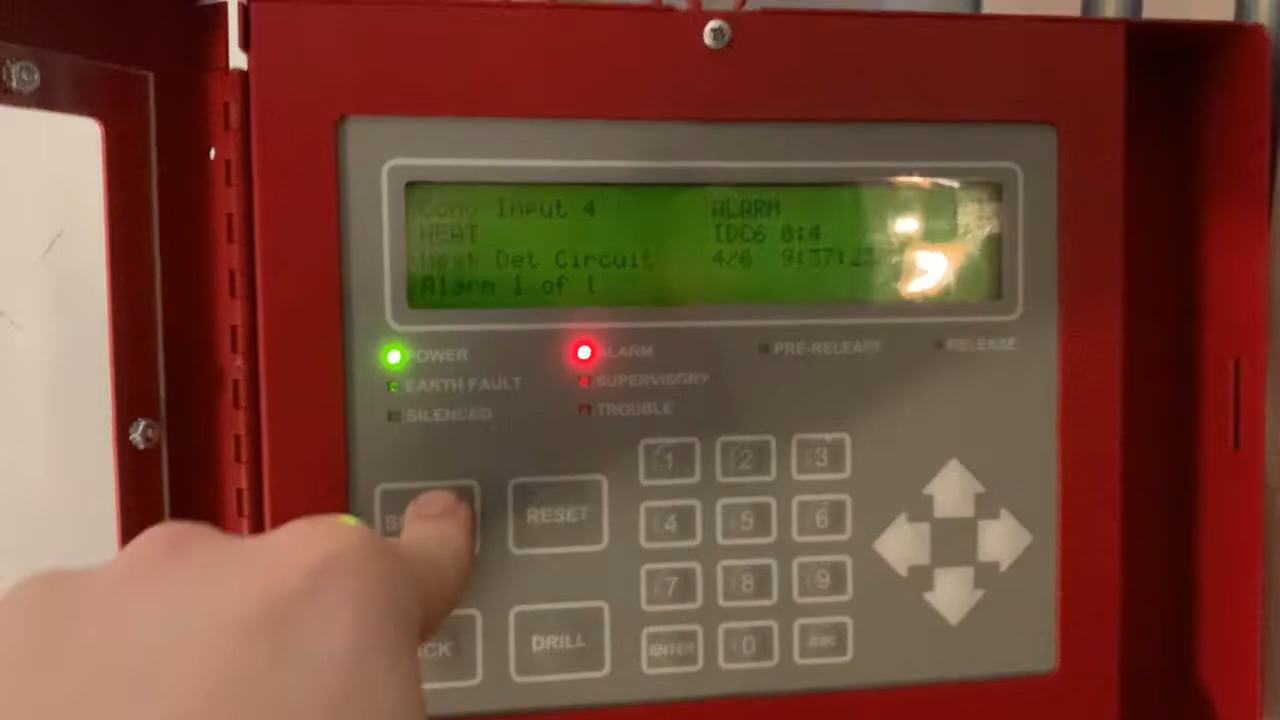 Conv Input 4 ALARM
HEAT IDC6 0:4
Heat Det Circuit 4/6 9:37:2
Alarm 1 of 1
POWER ALARM PRE-RELEASE RELEASE
EARTH FAULT SUPERVISORY
SILENCED TROUBLE
1 2 3
RESET 4 5 6
7 8 9
DRILL ENTER 0 ESC